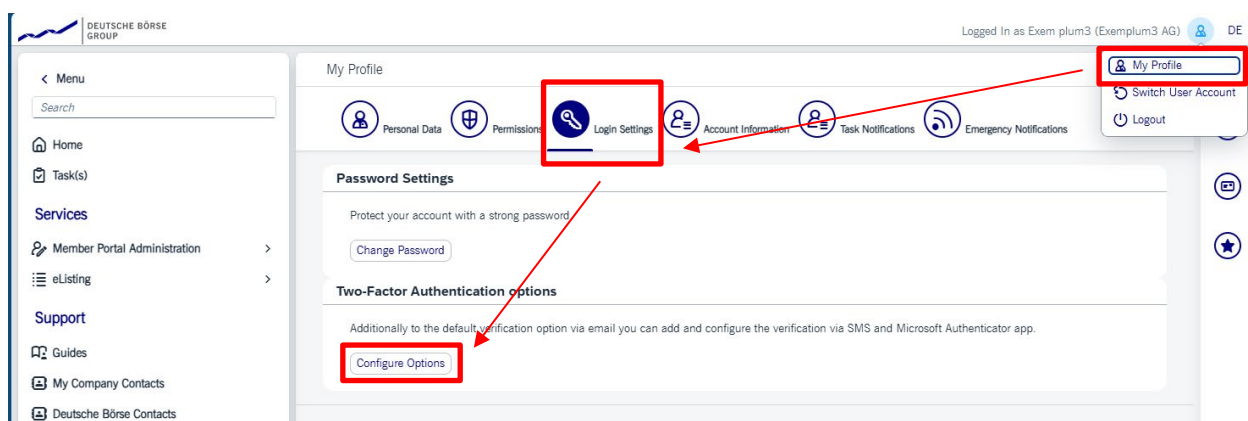 DEUTSCHE BÖRSE
GROUP
Logged In as Exem plum3 (Exemplum3 AG)
DE
My Profile
Switch User Account
Logout
Menu
Search
Home
Task(s)
Services
Member Portal Administration
eListing
Support
Guides
My Company Contacts
Deutsche Börse Contacts
My Profile
Personal Data
Permissions
Login Settings
Account Information
Task Notifications
Emergency Notifications
Password Settings
Protect your account with a strong password.
Change Password
Two-Factor Authentication options
Additionally to the default verification option via email you can add and configure the verification via SMS and Microsoft Authenticator app.
Configure Options